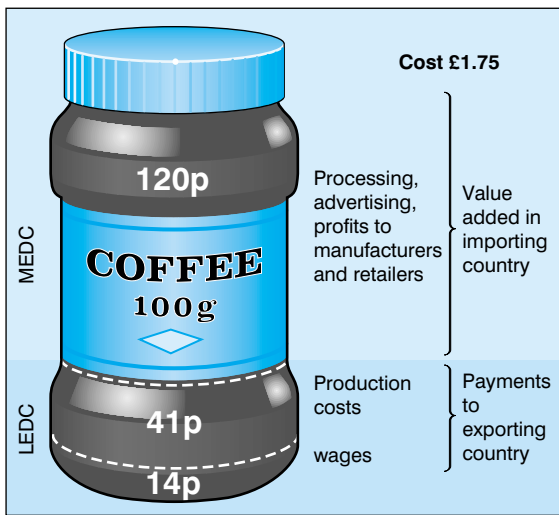 Cost £1.75
120p
Processing,
advertising,
profits to
manufacturers
and retailers
Value
added in
importing
country
MEDC
COFFEE
100g
LEDC
41p
14p
Production
costs
wages
Payments
to
exporting
country